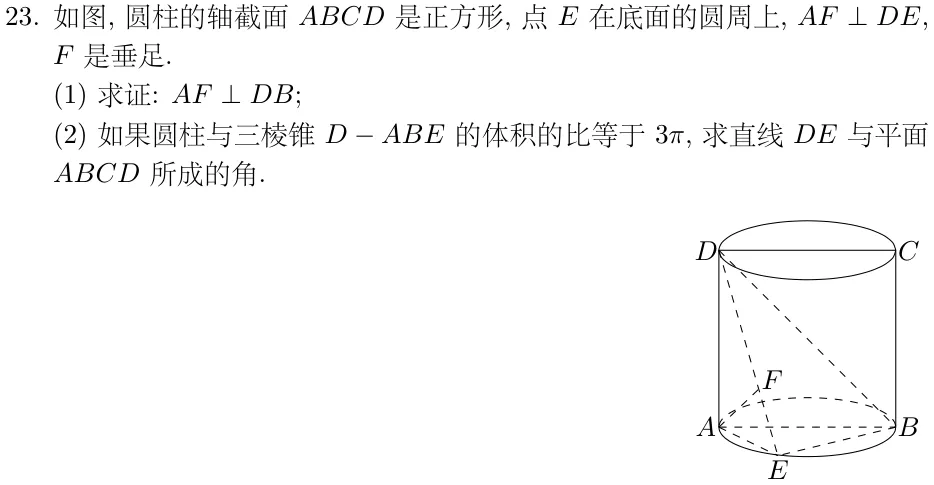 23. 如图, 圆柱的轴截面 ABCD 是正方形, 点 E 在底面的圆周上, AF ⊥ DE,
F 是垂足.
(1) 求证: AF ⊥ DB;
(2) 如果圆柱与三棱锥 D − ABE 的体积的比等于 3π, 求直线 DE 与平面
ABCD 所成的角.
D C
F
A B
E